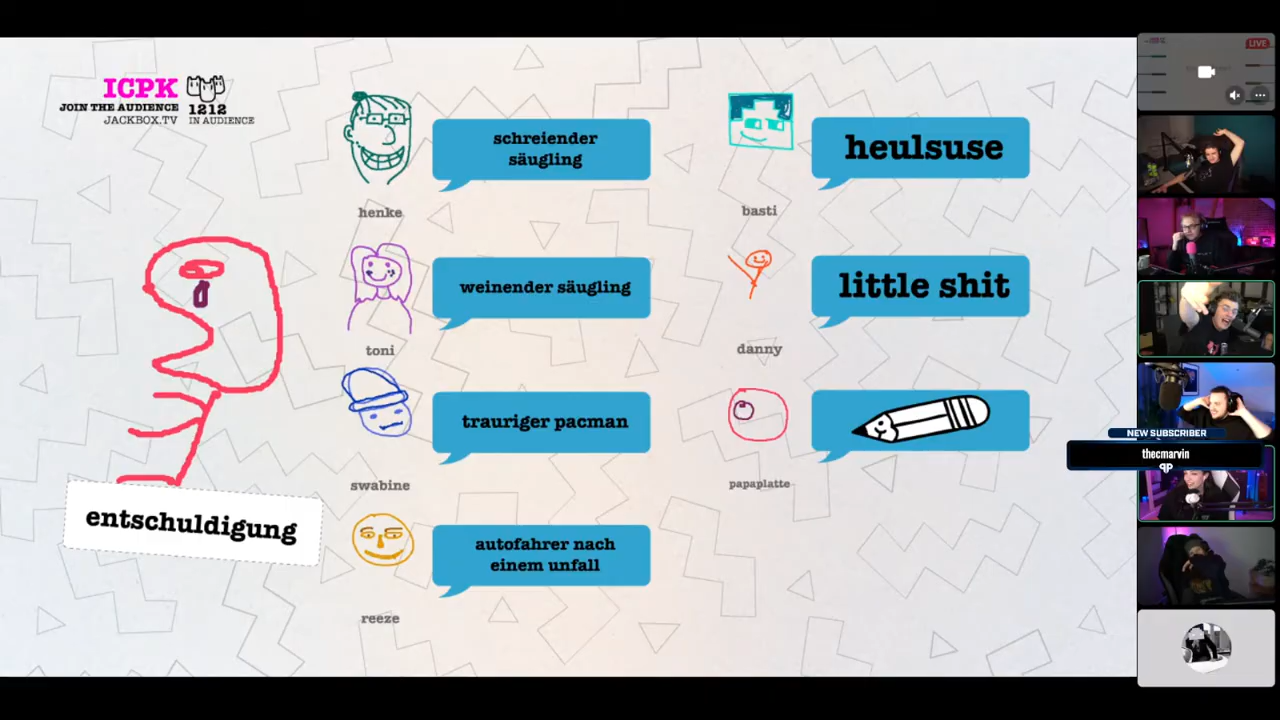 ICPK
JOIN THE AUDIENCE
JACKBOX.TV
1212
IN AUDIENCE
schreiender
säugling
henke
heulsuse
basti
weinender säugling
toni
little shit
danny
trauriger pacman
swabine
papaplatte
entschuldigung
autofahrer nach
einem unfall
reeze
LIVE
NEW SUBSCRIBER
thecmarvin